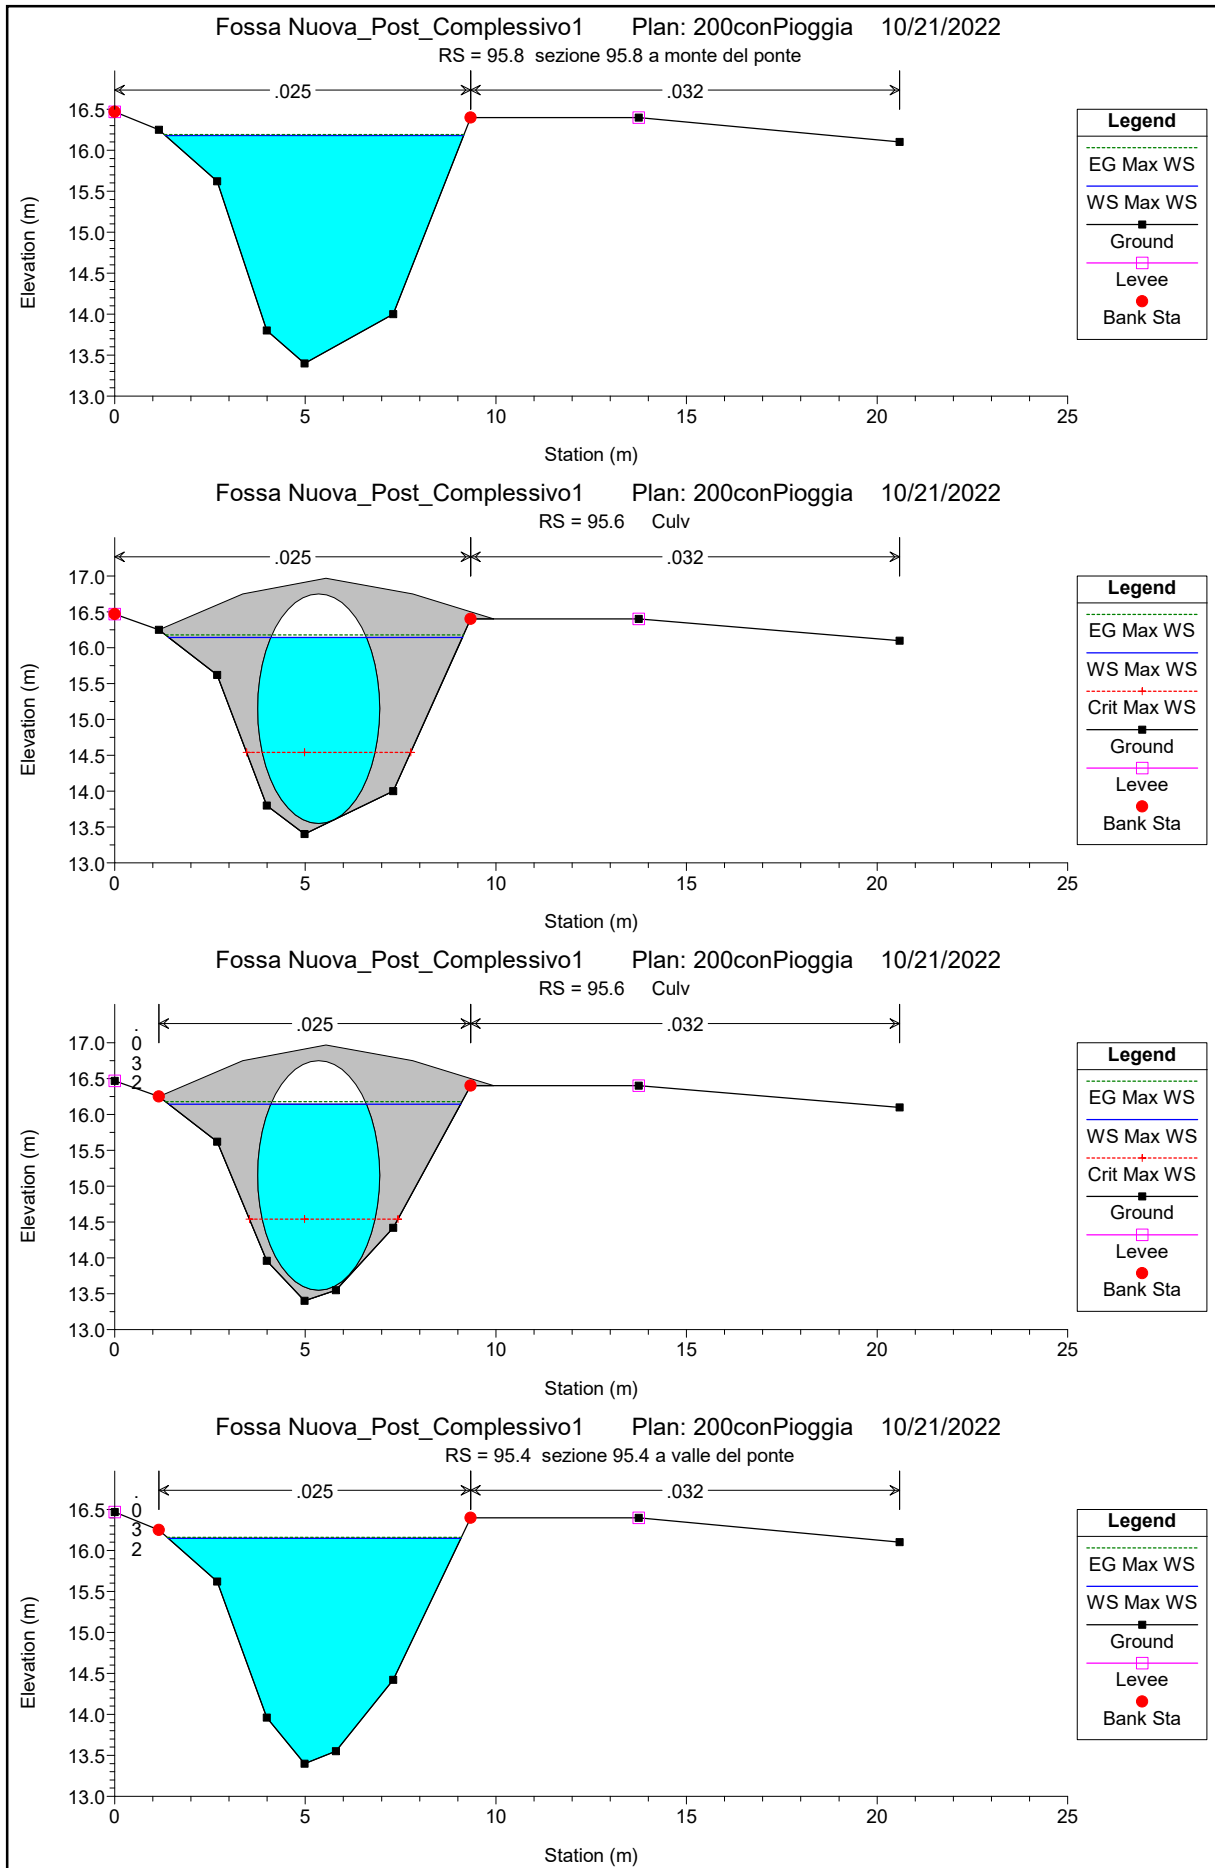 Fossa Nuova_Post_Complessivo1 Plan: 200conPioggia 10/21/2022
RS = 95.8 sezione 95.8 a monte del ponte
.025 .032
16.5
16.0
15.5
15.0
14.5
14.0
13.5
13.0
Elevation (m)
0 5 10 15 20 25
Station (m)
Legend
EG Max WS
WS Max WS
Ground
Levee
Bank Sta
Fossa Nuova_Post_Complessivo1 Plan: 200conPioggia 10/21/2022
RS = 95.6 Culv
.025 .032
17.0
16.5
16.0
15.5
15.0
14.5
14.0
13.5
13.0
Elevation (m)
0 5 10 15 20 25
Station (m)
Legend
EG Max WS
WS Max WS
Crit Max WS
Ground
Levee
Bank Sta
Fossa Nuova_Post_Complessivo1 Plan: 200conPioggia 10/21/2022
RS = 95.6 Culv
.032 .025 .032
17.0
16.5
16.0
15.5
15.0
14.5
14.0
13.5
13.0
Elevation (m)
0 5 10 15 20 25
Station (m)
Legend
EG Max WS
WS Max WS
Crit Max WS
Ground
Levee
Bank Sta
Fossa Nuova_Post_Complessivo1 Plan: 200conPioggia 10/21/2022
RS = 95.4 sezione 95.4 a valle del ponte
.032 .025 .032
16.5
16.0
15.5
15.0
14.5
14.0
13.5
13.0
Elevation (m)
0 5 10 15 20 25
Station (m)
Legend
EG Max WS
WS Max WS
Ground
Levee
Bank Sta